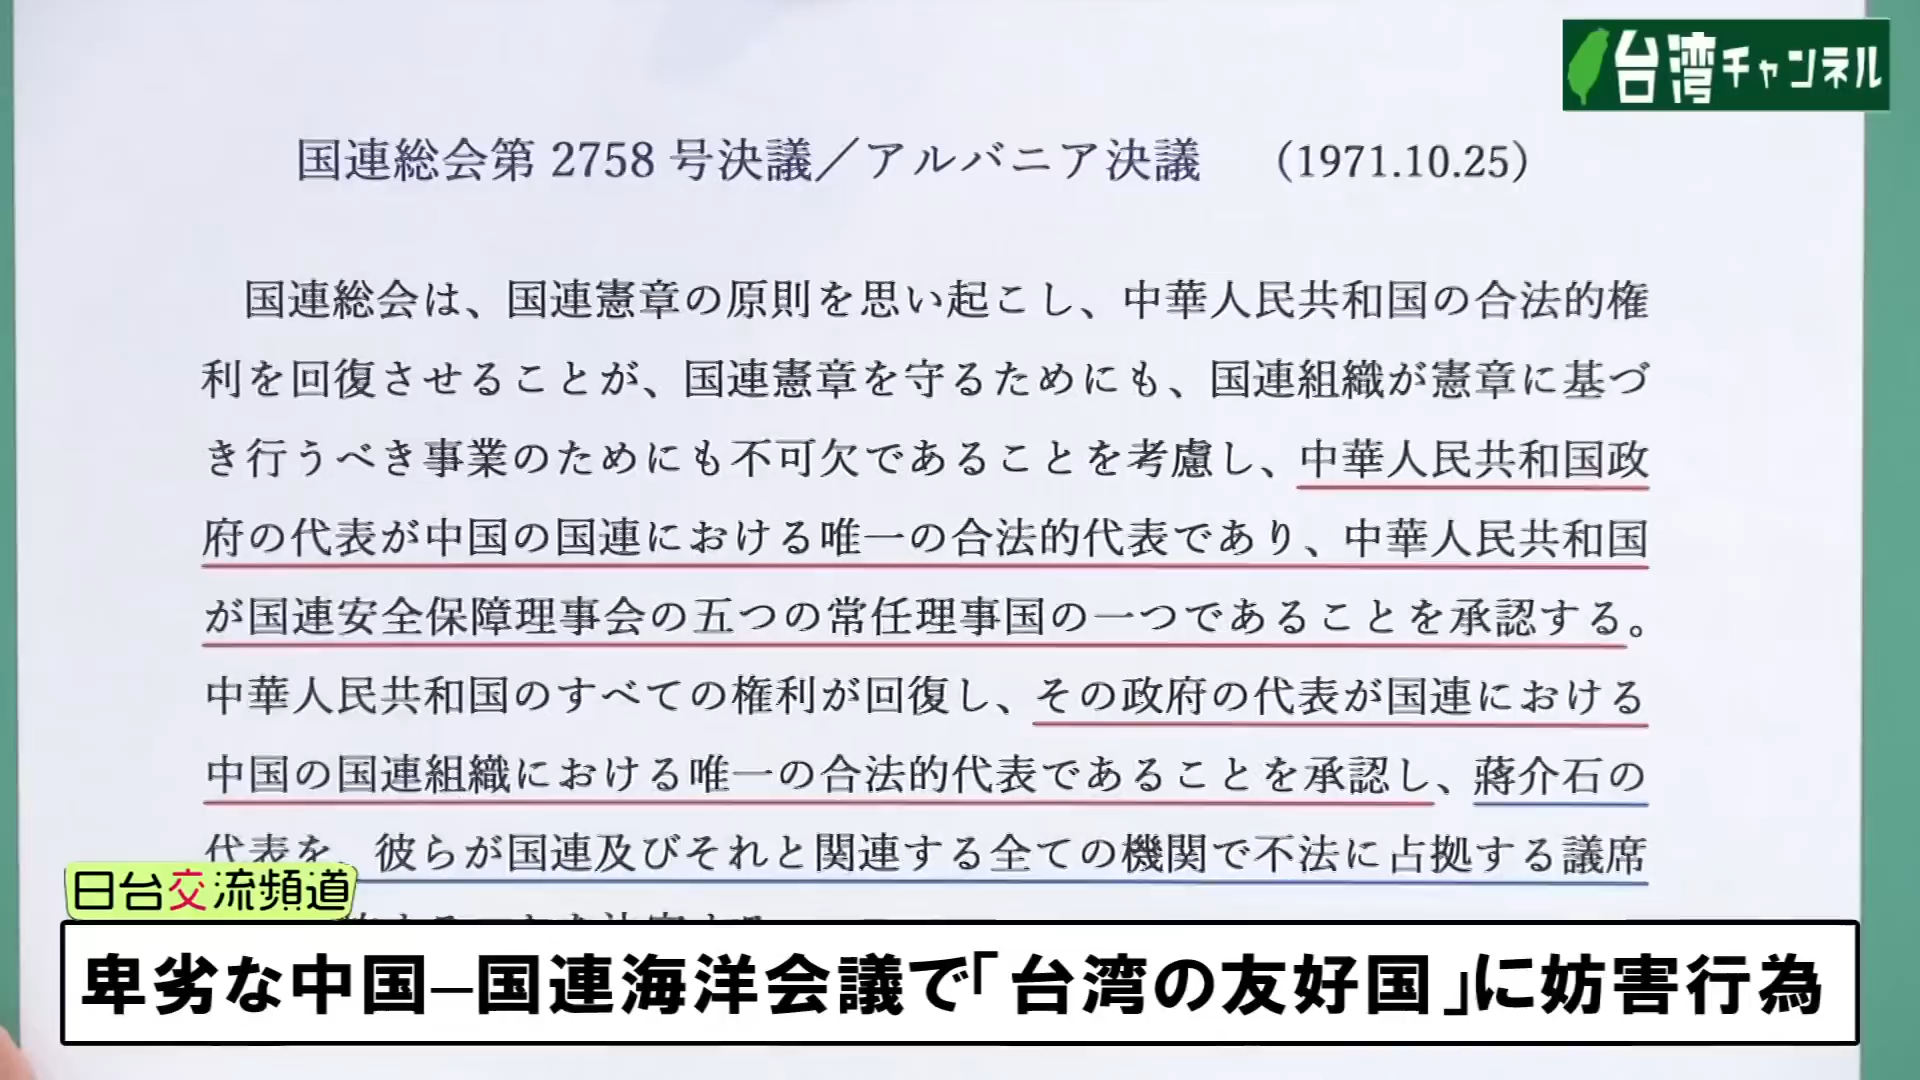 台湾チャンネル
国連総会第 2758 号決議／アルバニア決議 （1971.10.25）
国連総会は、国連憲章の原則を思い起こし、中華人民共和国の合法的権
利を回復させることが、国連憲章を守るためにも、国連組織が憲章に基づ
き行うべき事業のためにも不可欠であることを考慮し、中華人民共和国政
府の代表が中国の国連における唯一の合法的代表であり、中華人民共和国
が国連安全保障理事会の五つの常任理事国の一つであることを承認する。
中華人民共和国のすべての権利が回復し、その政府の代表が国連における
中国の国連組織における唯一の合法的代表であることを承認し、蔣介石の
代表を、彼らが国連及びそれと関連する全ての機関で不法に占拠する議席
日台交流頻道
卑劣な中国─国連海洋会議で「台湾の友好国」に妨害行為